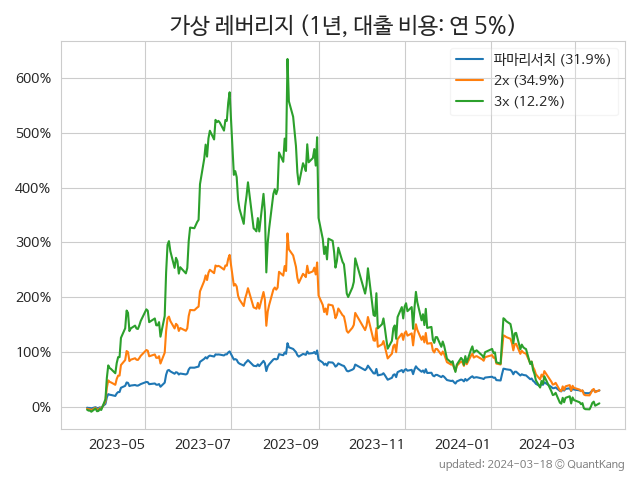 가상 레버리지 (1년, 대출 비용: 연 5%)
파마리서치 (31.9%)
2x (34.9%)
3x (12.2%)
600%
500%
400%
300%
200%
100%
0%
2023-05 2023-07 2023-09 2023-11 2024-01 2024-03
updated: 2024-03-18 © QuantKang